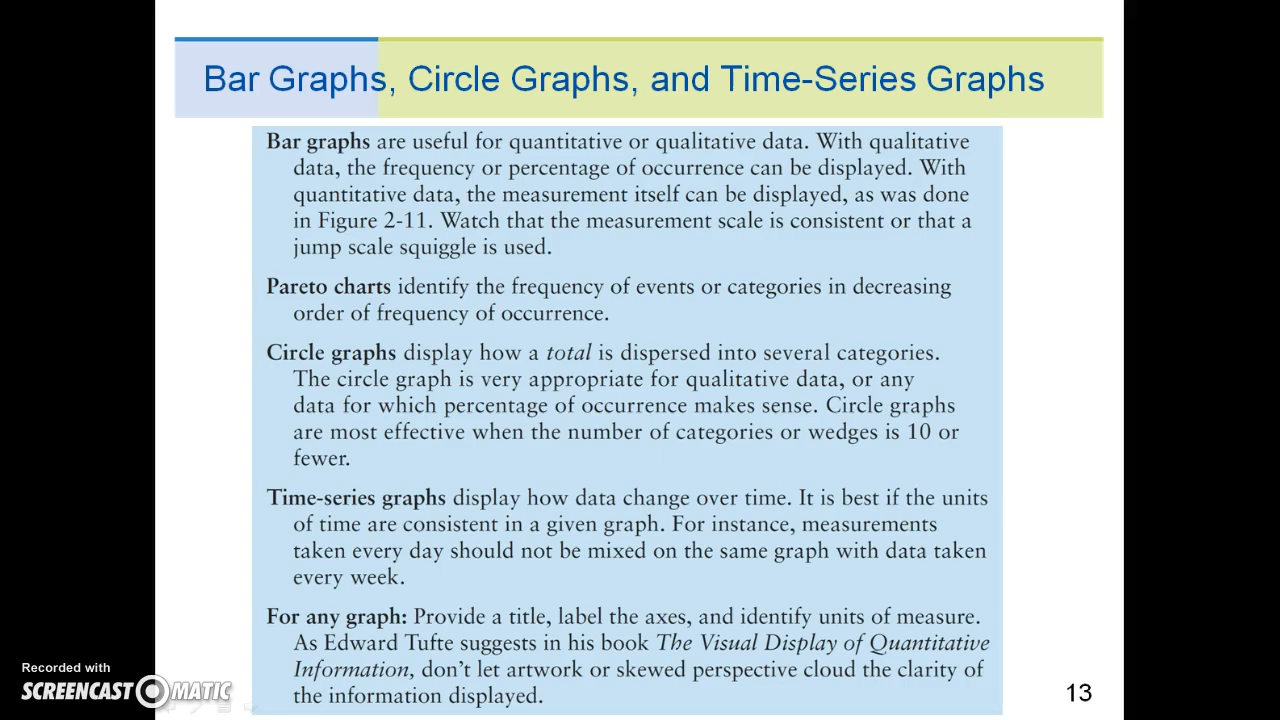 Bar Graphs, Circle Graphs, and Time-Series Graphs
Bar graphs are useful for quantitative or qualitative data. With qualitative
data, the frequency or percentage of occurrence can be displayed. With
quantitative data, the measurement itself can be displayed, as was done
in Figure 2-11. Watch that the measurement scale is consistent or that a
jump scale squiggle is used.
Pareto charts identify the frequency of events or categories in decreasing
order of frequency of occurrence.
Circle graphs display how a total is dispersed into several categories.
The circle graph is very appropriate for qualitative data, or any
data for which percentage of occurrence makes sense. Circle graphs
are most effective when the number of categories or wedges is 10 or
fewer.
Time-series graphs display how data change over time. It is best if the units
of time are consistent in a given graph. For instance, measurements
taken every day should not be mixed on the same graph with data taken
every week.
For any graph: Provide a title, label the axes, and identify units of measure.
As Edward Tufte suggests in his book The Visual Display of Quantitative
Information, don't let artwork or skewed perspective cloud the clarity of
the information displayed.
13
Recorded with
SCREENCAST MATIC